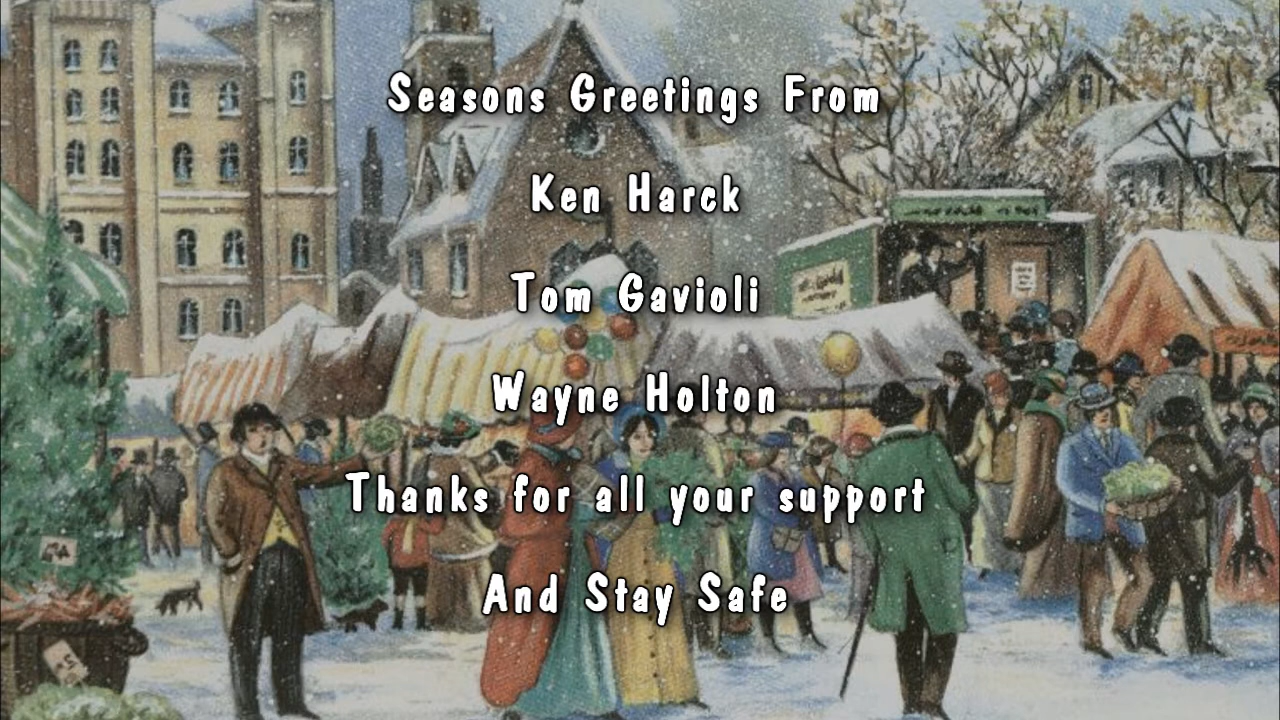 Seasons Greetings From
Ken Harck
Tom Gavioli
Wayne Holton
Thanks for all your support
And Stay Safe